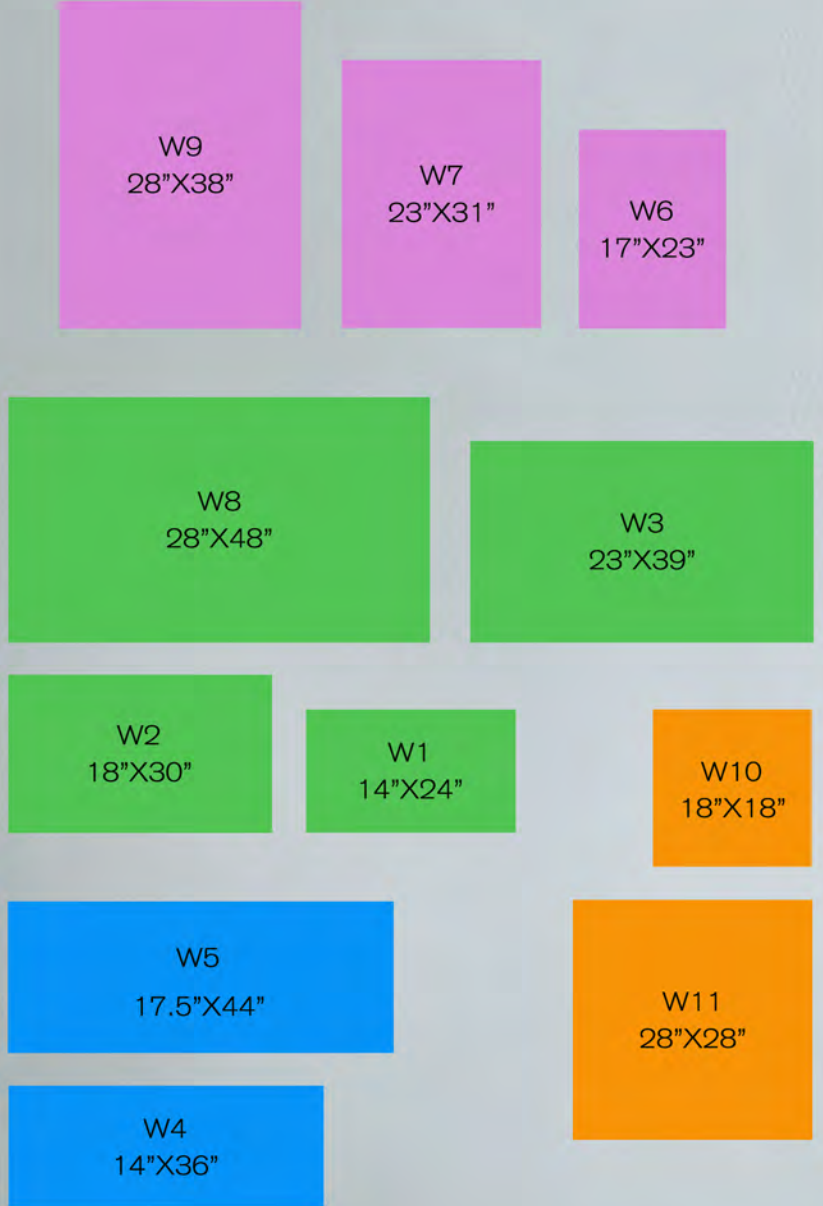 W9
28”X38”
W7
23”X31”
W6
17”X23”
W8
28”X48”
W3
23”X39”
W2
18”X30”
W1
14”X24”
W10
18”X18”
W5
17.5”X44”
W11
28”X28”
W4
14”X36”